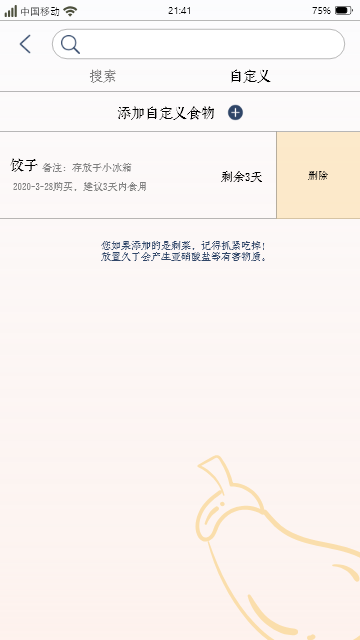 中国移动 21:41 75%
搜索 自定义
添加自定义食物
饺子 备注：存放于小冰箱
2020-3-28购买，建议3天内食用
剩余3天
删除
您如果添加的是剩菜，记得抓紧吃掉！
放置久了会产生亚硝酸盐等有害物质。